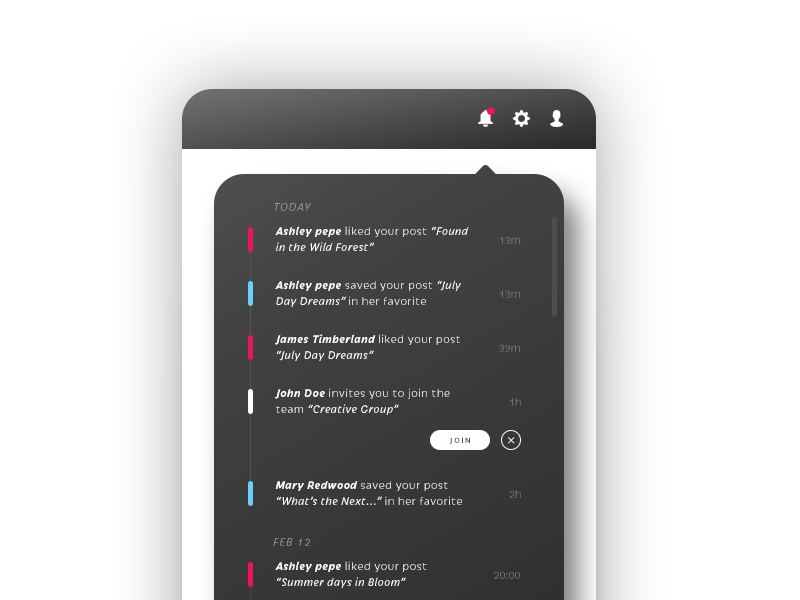 TODAY
Ashley pepe liked your post “Found
in the Wild Forest”
13m
Ashley pepe saved your post “July
Day Dreams” in her favorite
13m
James Timberland liked your post
“July Day Dreams”
39m
John Doe invites you to join the
team “Creative Group”
1h
JOIN
Mary Redwood saved your post
“What's the Next...” in her favorite
2h
FEB 12
Ashley pepe liked your post
“Summer days in Bloom”
20:00